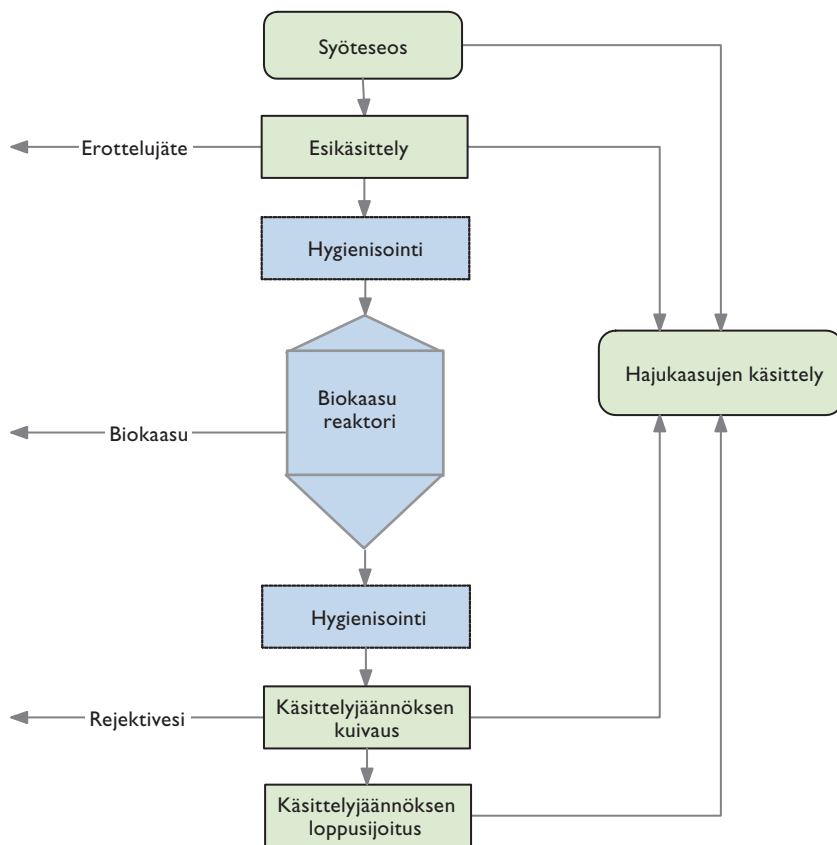 Syöteseos
Erottelujäte
Esikäsittely
Hygienisointi
Hajukaasujen käsittely
Biokaasu
reaktori
Biokaasu
Hygienisointi
Rejektivesi
Käsittelyjäännöksen
kuivaus
Käsittelyjäännöksen
loppusijoitus